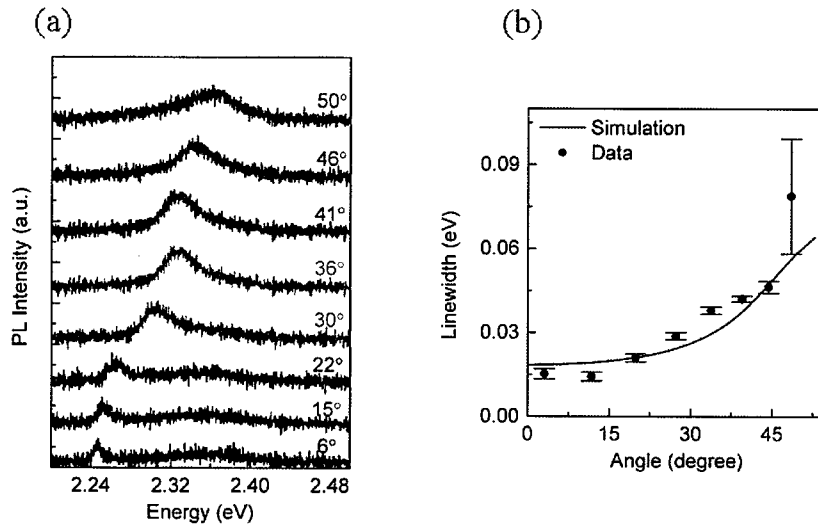 (a)
50°
46°
41°
36°
30°
22°
15°
6°
PL Intensity (a.u.)
2.24 2.32 2.40 2.48
Energy (eV)
(b)
Simulation
Data
0.09
0.06
0.03
0.00
Linewidth (eV)
0 15 30 45
Angle (degree)